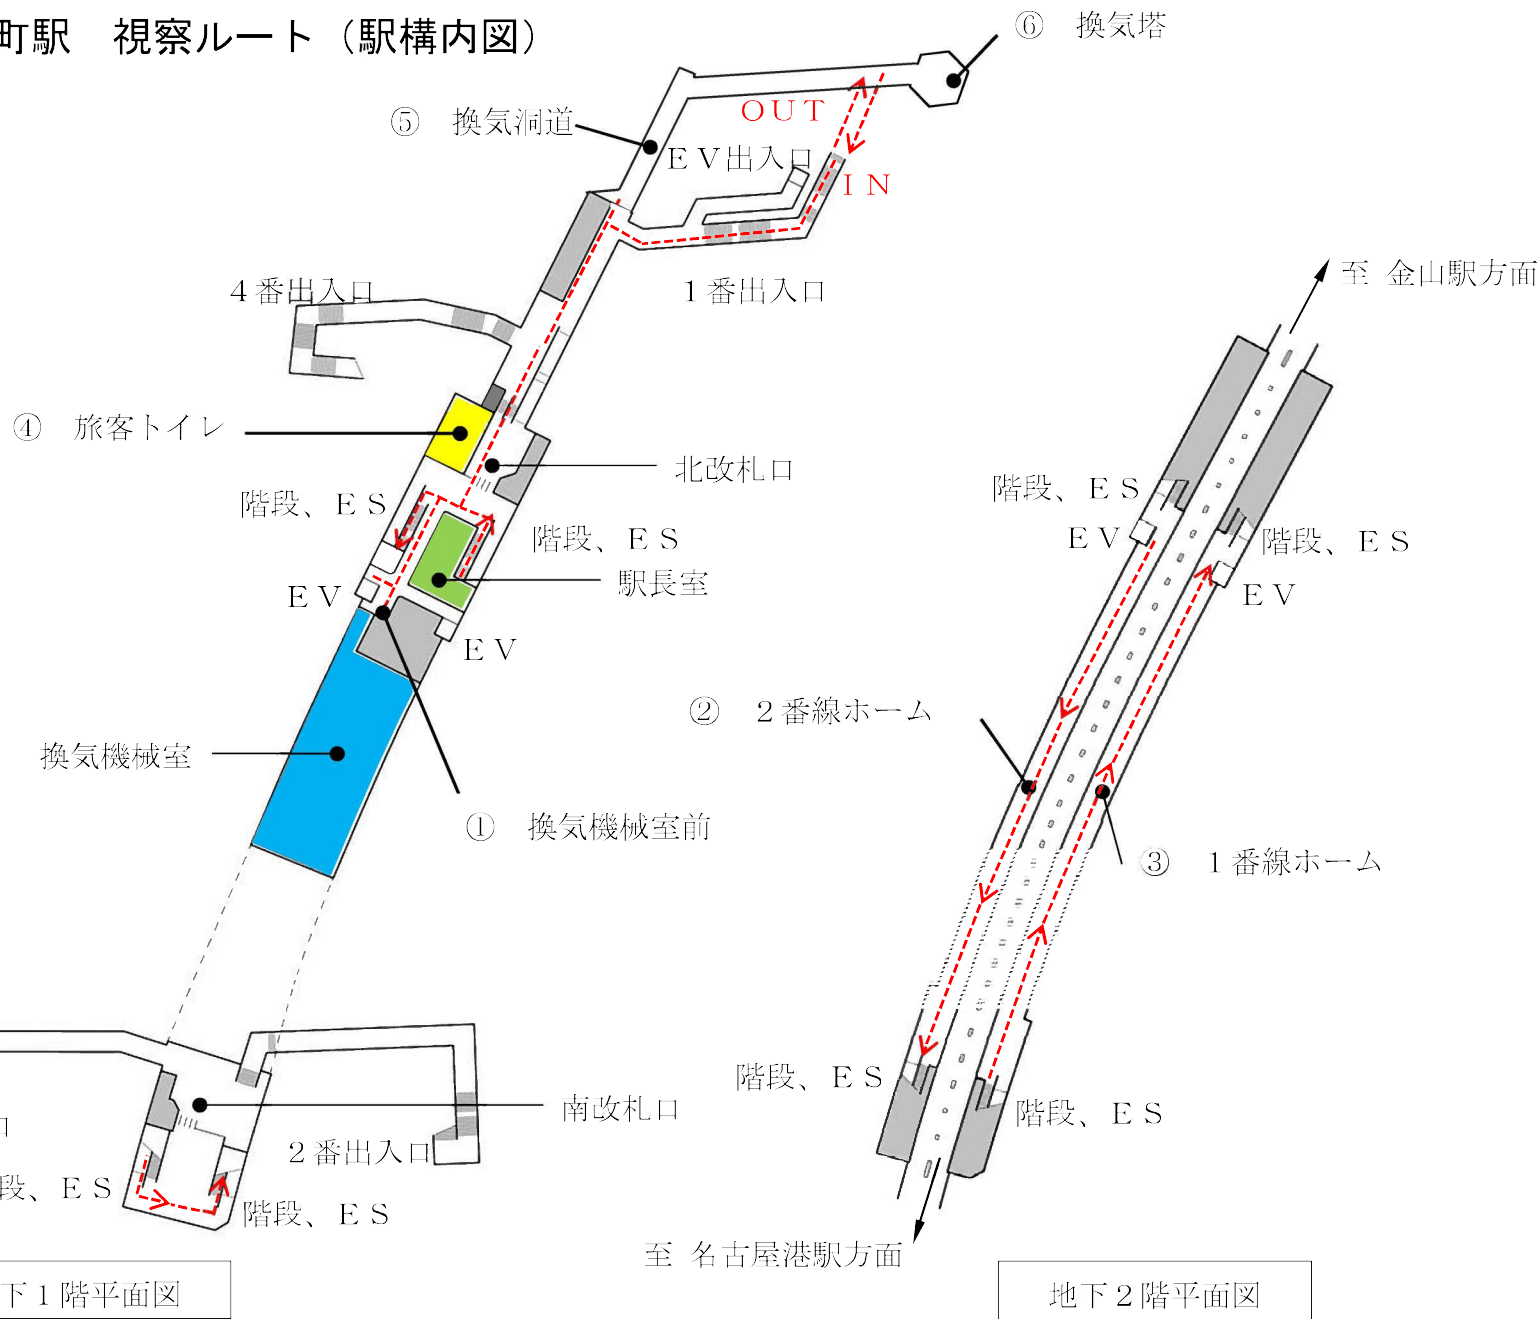 町駅　視察ルート（駅構内図）
⑥　換気塔
OUT
⑤　換気洞道
EV出入口
IN
至 金山駅方面
4番出入口
1番出入口
④　旅客トイレ
北改札口
階段、ES
階段、ES
階段、ES
EV
階段、ES
駅長室
EV
EV
EV
②　2番線ホーム
換気機械室
①　換気機械室前
③　1番線ホーム
階段、ES
南改札口
階段、ES
口
2番出入口
段、ES
階段、ES
至 名古屋港駅方面
下1階平面図
地下2階平面図